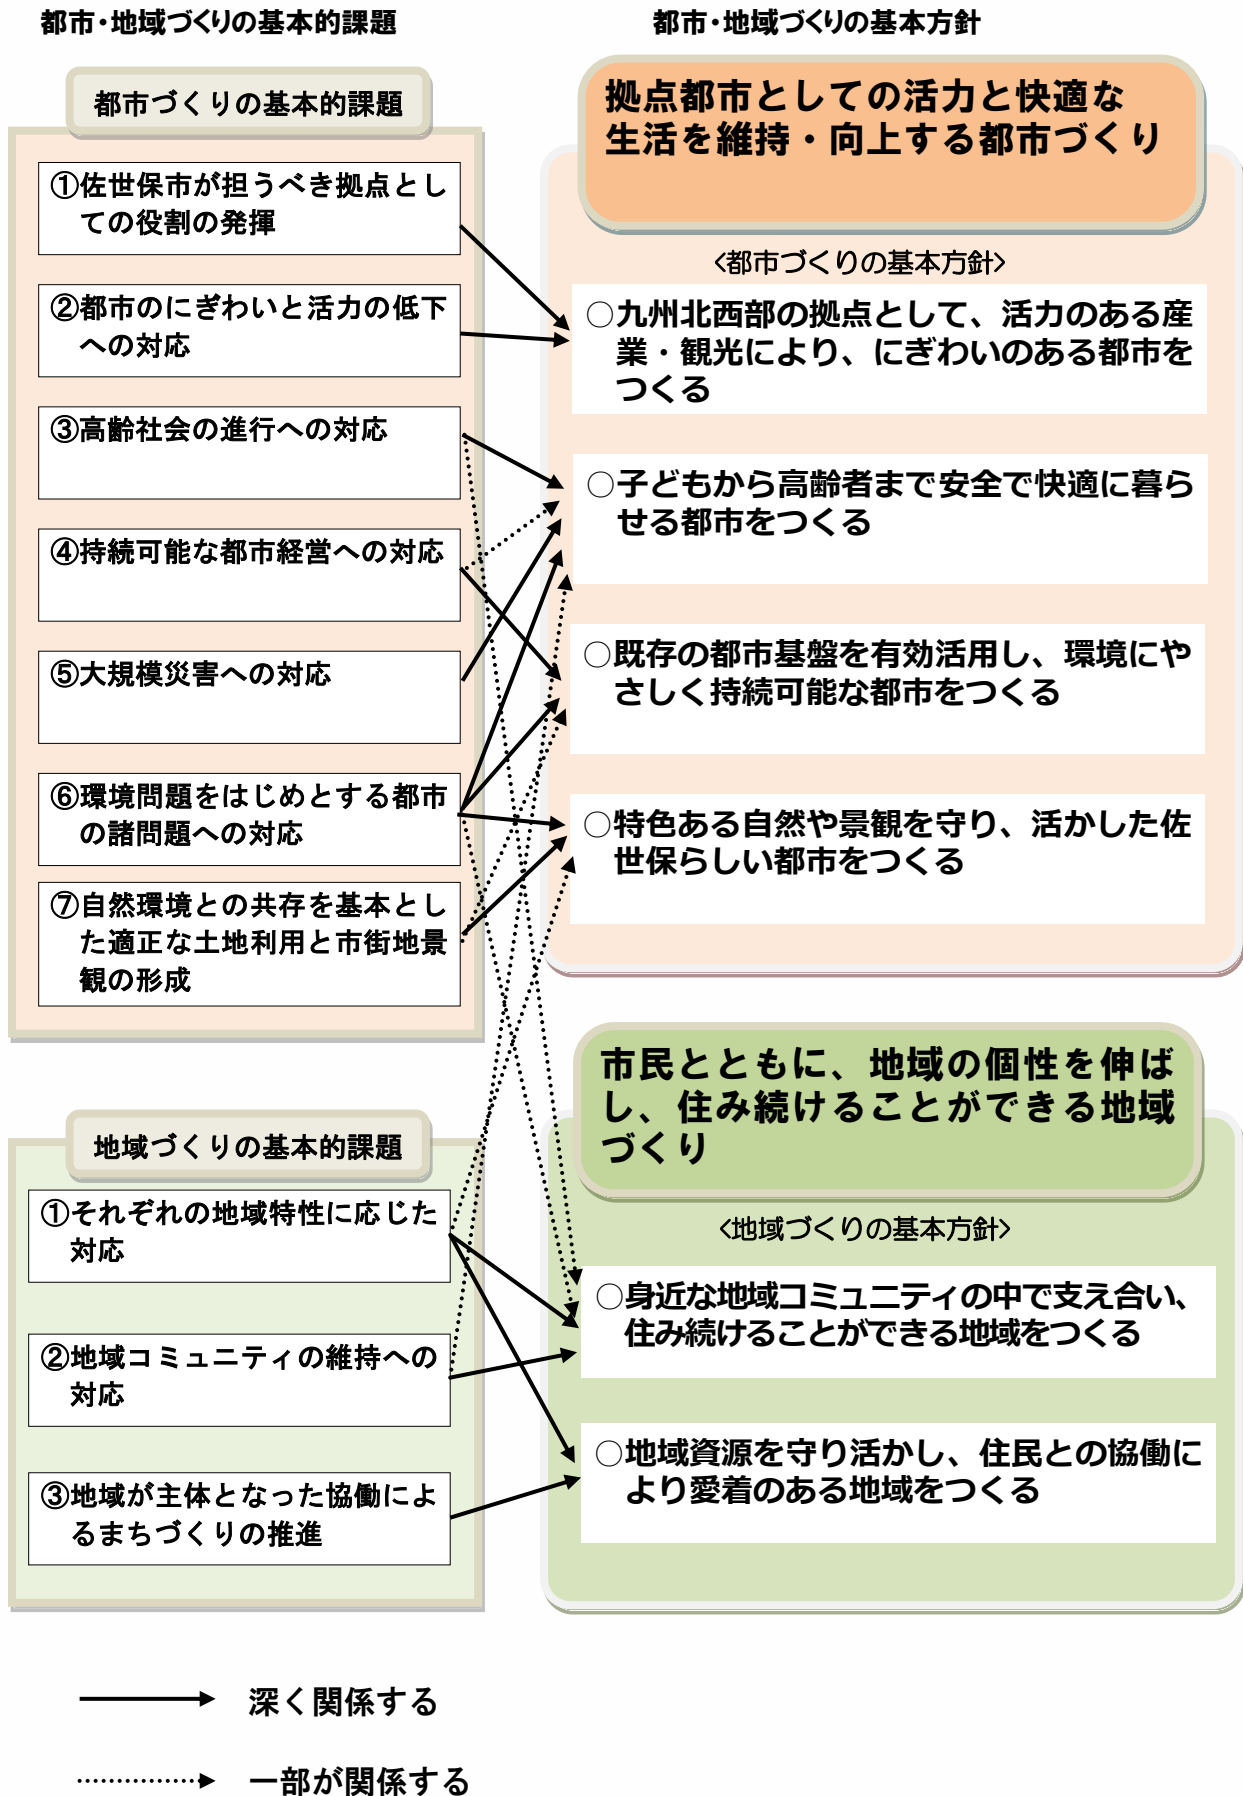 都市・地域づくりの基本的課題
都市づくりの基本的課題
①佐世保市が担うべき拠点とし
ての役割の発揮
②都市のにぎわいと活力の低下
への対応
③高齢社会の進行への対応
④持続可能な都市経営への対応
⑤大規模災害への対応
⑥環境問題をはじめとする都市
の諸問題への対応
⑦自然環境との共存を基本とし
た適正な土地利用と市街地景
観の形成
地域づくりの基本的課題
①それぞれの地域特性に応じた
対応
②地域コミュニティの維持への
対応
③地域が主体となった協働によ
るまちづくりの推進
都市・地域づくりの基本方針
拠点都市としての活力と快適な
生活を維持・向上する都市づくり
<都市づくりの基本方針>
○九州北西部の拠点として、活力のある産
業・観光により、にぎわいのある都市を
つくる
○子どもから高齢者まで安全で快適に暮ら
せる都市をつくる
○既存の都市基盤を有効活用し、環境にや
さしく持続可能な都市をつくる
○特色ある自然や景観を守り、活かした佐
世保らしい都市をつくる
市民とともに、地域の個性を伸ば
し、住み続けることができる地域
づくり
<地域づくりの基本方針>
○身近な地域コミュニティの中で支え合い、
住み続けることができる地域をつくる
○地域資源を守り活かし、住民との協働に
より愛着のある地域をつくる
深く関係する
一部が関係する